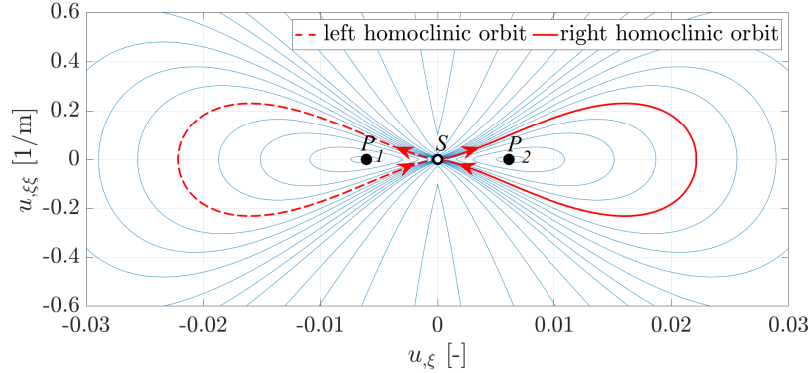 0.6
left homoclinic orbit right homoclinic orbit
0.4
0.2
P1 S P2
0
-0.2
-0.4
-0.6
-0.03 -0.02 -0.01 0 0.01 0.02 0.03
u,ξ [-]
u,ξξ [1/m]